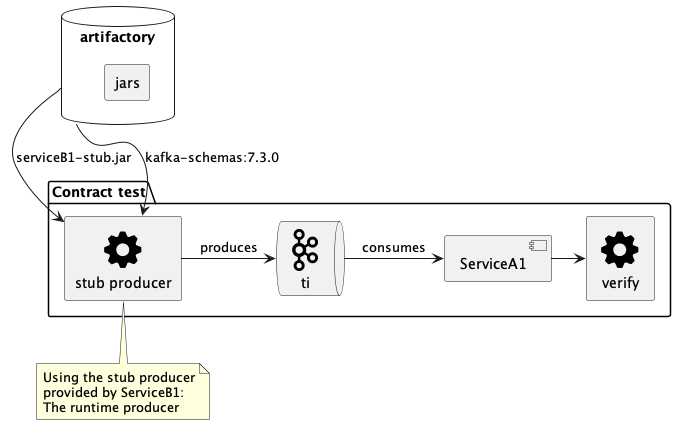 artifactory
jars
serviceB1-stub.jar
kafka-schemas:7.3.0
Contract test
stub producer
produces
ti
consumes
ServiceA1
verify
Using the stub producer
provided by ServiceB1:
The runtime producer